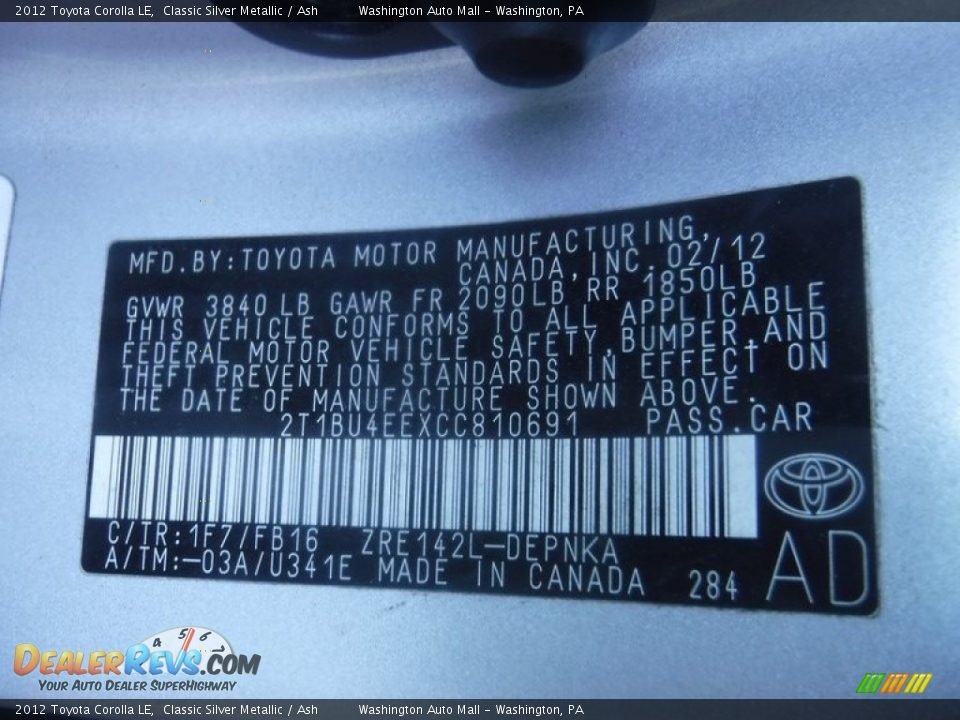 2012 Toyota Corolla LE, Classic Silver Metallic / Ash Washington Auto Mall - Washington, PA
MFD.BY:TOYOTA MOTOR MANUFACTURING,
CANADA,INC.02/12
GVWR 3840LB GAWR FR 2090LB RR 1850LB
THIS VEHICLE CONFORMS TO ALL APPLICABLE
FEDERAL MOTOR VEHICLE SAFETY,BUMPER,AND
THEFT PREVENTION STANDARDS IN EFFECT ON
THE DATE OF MANUFACTURE SHOWN ABOVE.
2T1BU4EEXCC810691 PASS.CAR
C/TR:1F7/FB16 ZRE142L-DEPNKA
A/TM:-03A/U341E MADE IN CANADA 284
AD
4 5 6
DEALERREVS.COM
YOUR AUTO DEALER SUPERHIGHWAY
2012 Toyota Corolla LE, Classic Silver Metallic / Ash Washington Auto Mall - Washington, PA